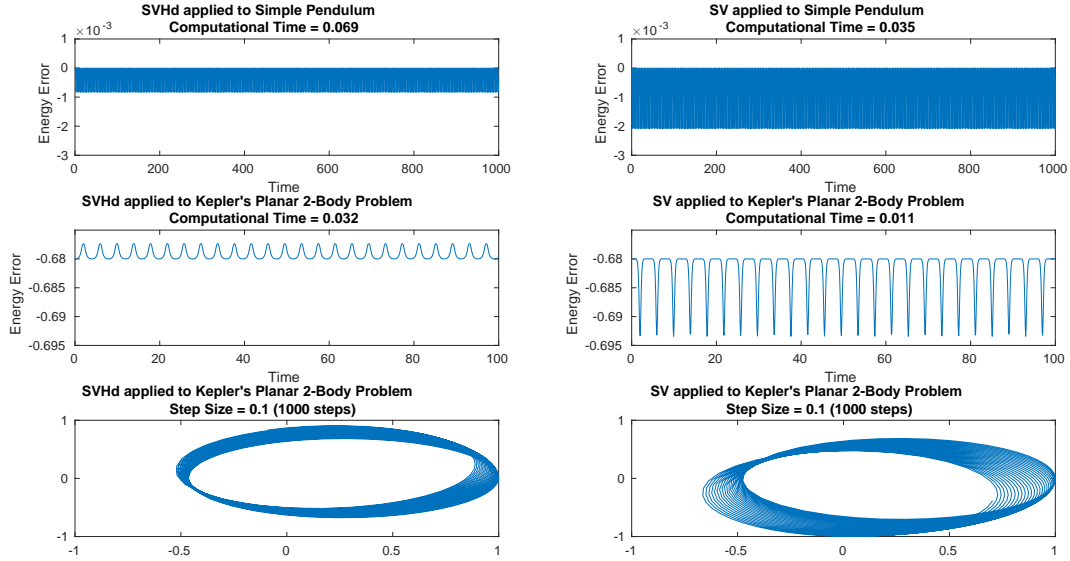 SVHd applied to Simple Pendulum
Computational Time = 0.069
×10⁻³
1
0
-1
-2
-3
Energy Error
0 200 400 600 800 1000
Time
SV applied to Simple Pendulum
Computational Time = 0.035
×10⁻³
1
0
-1
-2
-3
Energy Error
0 200 400 600 800 1000
Time
SVHd applied to Kepler's Planar 2-Body Problem
Computational Time = 0.032
-0.68
-0.685
-0.69
-0.695
Energy Error
0 20 40 60 80 100
Time
SV applied to Kepler's Planar 2-Body Problem
Computational Time = 0.011
-0.68
-0.685
-0.69
-0.695
Energy Error
0 20 40 60 80 100
Time
SVHd applied to Kepler's Planar 2-Body Problem
Step Size = 0.1 (1000 steps)
1
0
-1
-1 -0.5 0 0.5 1
SV applied to Kepler's Planar 2-Body Problem
Step Size = 0.1 (1000 steps)
1
0
-1
-1 -0.5 0 0.5 1